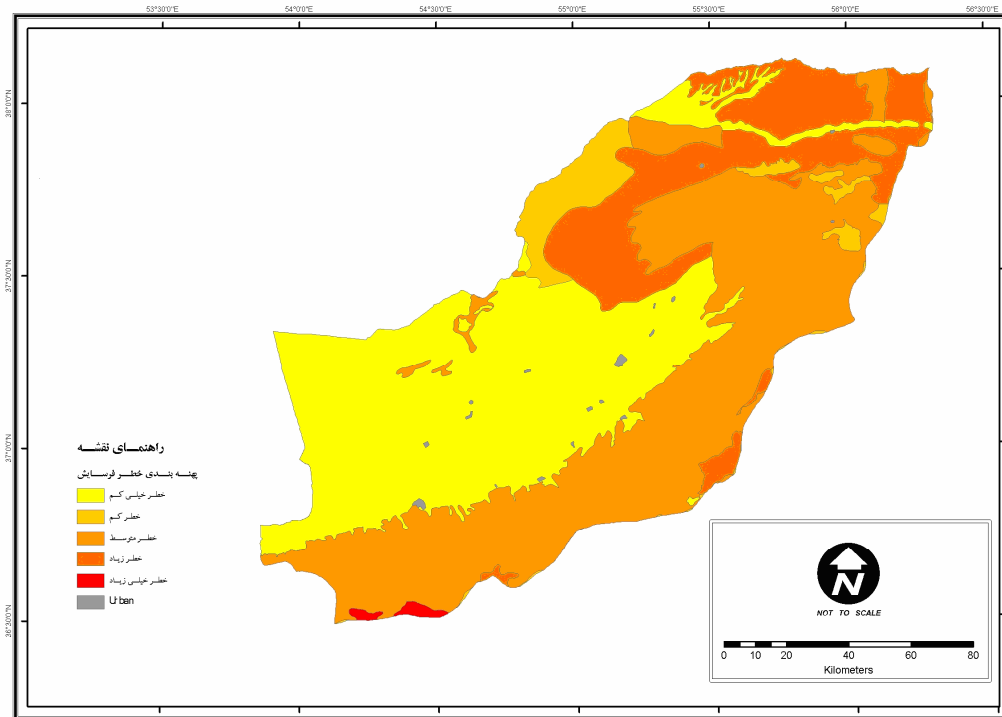 53°30'0"E 54°0'0"E 54°30'0"E 55°0'0"E 55°30'0"E 56°0'0"E 56°30'0"E
38°0'0"N
37°30'0"N
37°0'0"N
36°30'0"N
راهنمای نقشه
پهنه بندی خطر فرسایش
خطر خیلی کم
خطر کم
خطر متوسط
خطر زیاد
خطر خیلی زیاد
Urban
N
NOT TO SCALE
0 10 20 40 60 80
Kilometers